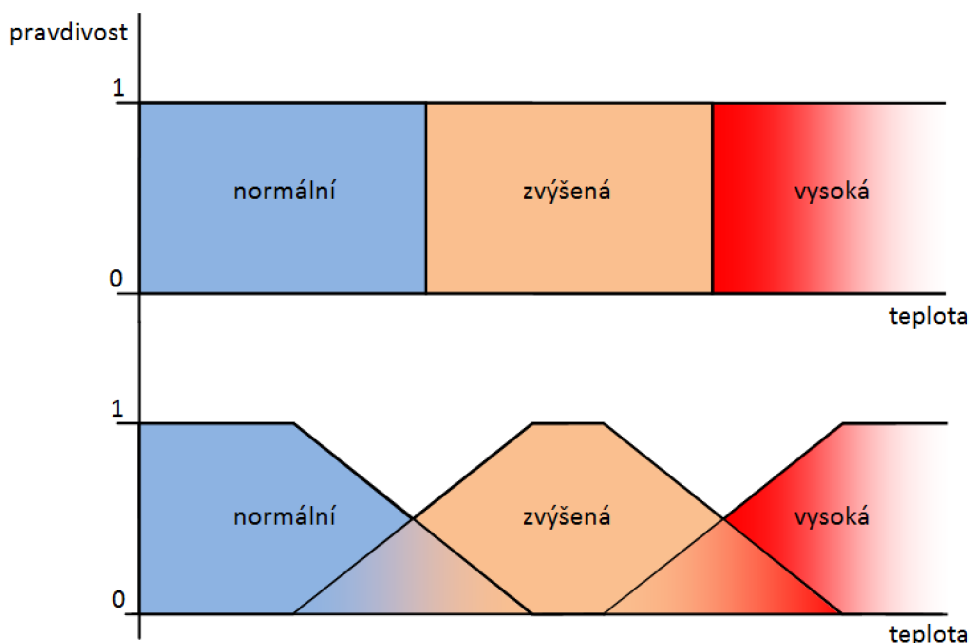 pravdivost
1
normální zvýšená vysoká
0
teplota
1
normální zvýšená vysoká
0
teplota